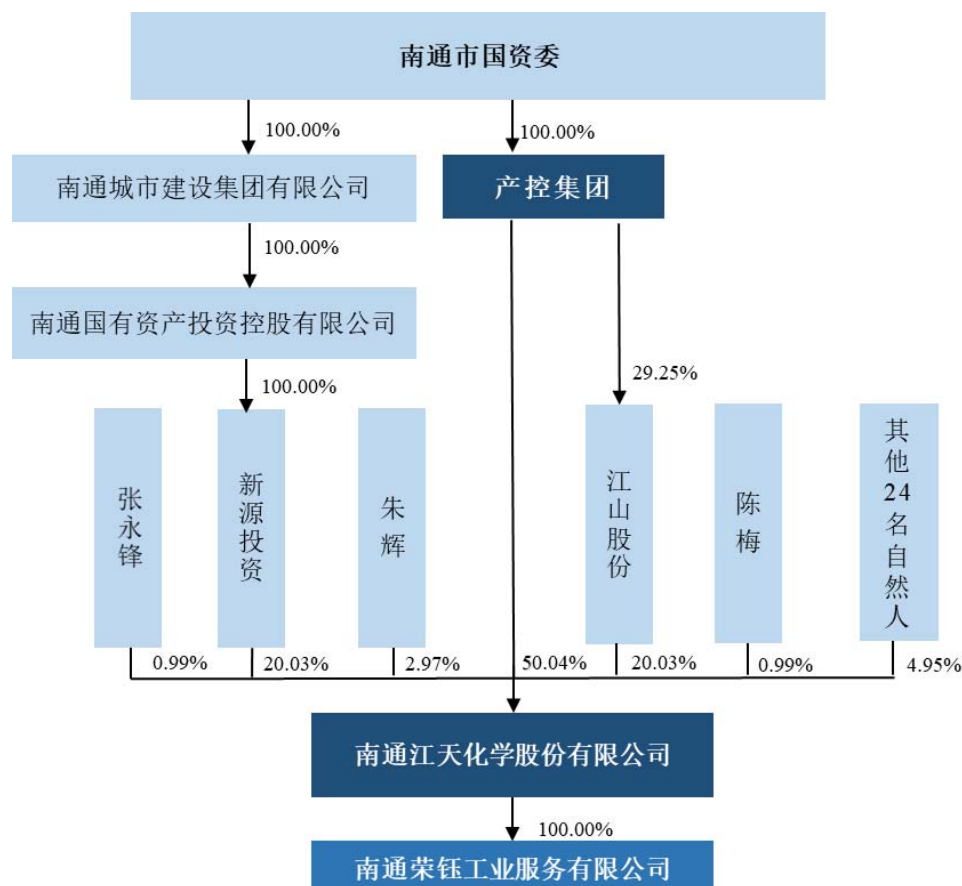 南通市国资委
100.00%
100.00%
南通城市建设集团有限公司
产控集团
100.00%
南通国有资产投资控股有限公司
100.00%
29.25%
张永锋
新源投资
朱辉
江山股份
陈梅
其他24名自然人
0.99%
20.03%
2.97%
50.04%
20.03%
0.99%
4.95%
南通江天化学股份有限公司
100.00%
南通荣钰工业服务有限公司